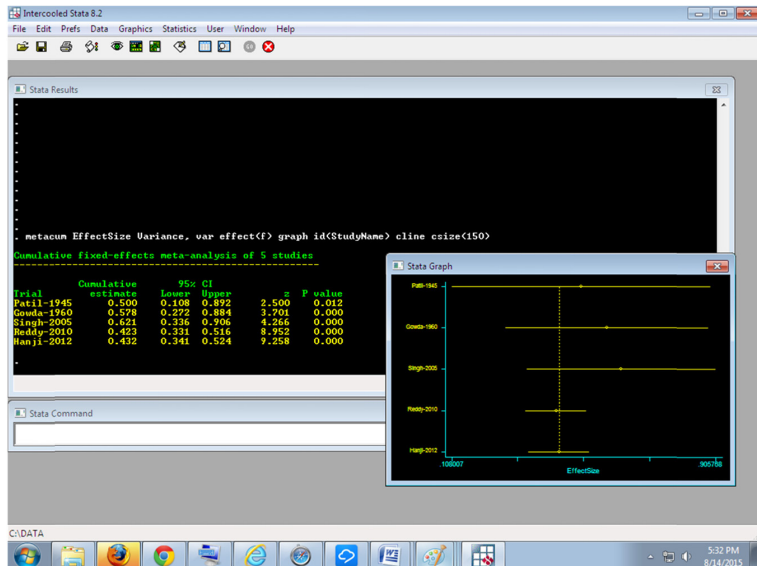 Intercooled Stata 8.2
File Edit Prefs Data Graphics Statistics User Window Help
Stata Results
. metacum EffectSize Variance, var effect(f) graph id(StudyName) cline csize(150)
Cumulative fixed-effects meta-analysis of 5 studies
Cumulative 95% CI
Trial estimate Lower Upper z P value
Patil-1945 0.500 0.108 0.892 2.500 0.012
Gowda-1960 0.578 0.272 0.884 3.701 0.000
Singh-2005 0.621 0.336 0.906 4.266 0.000
Reddy-2010 0.423 0.331 0.516 8.952 0.000
Hanji-2012 0.432 0.341 0.524 9.258 0.000
Stata Graph
Patil-1945
Gowda-1960
Singh-2005
Reddy-2010
Hanji-2012
.108007 .905768
EffectSize
Stata Command
C:\DATA
5:32 PM
8/14/2015